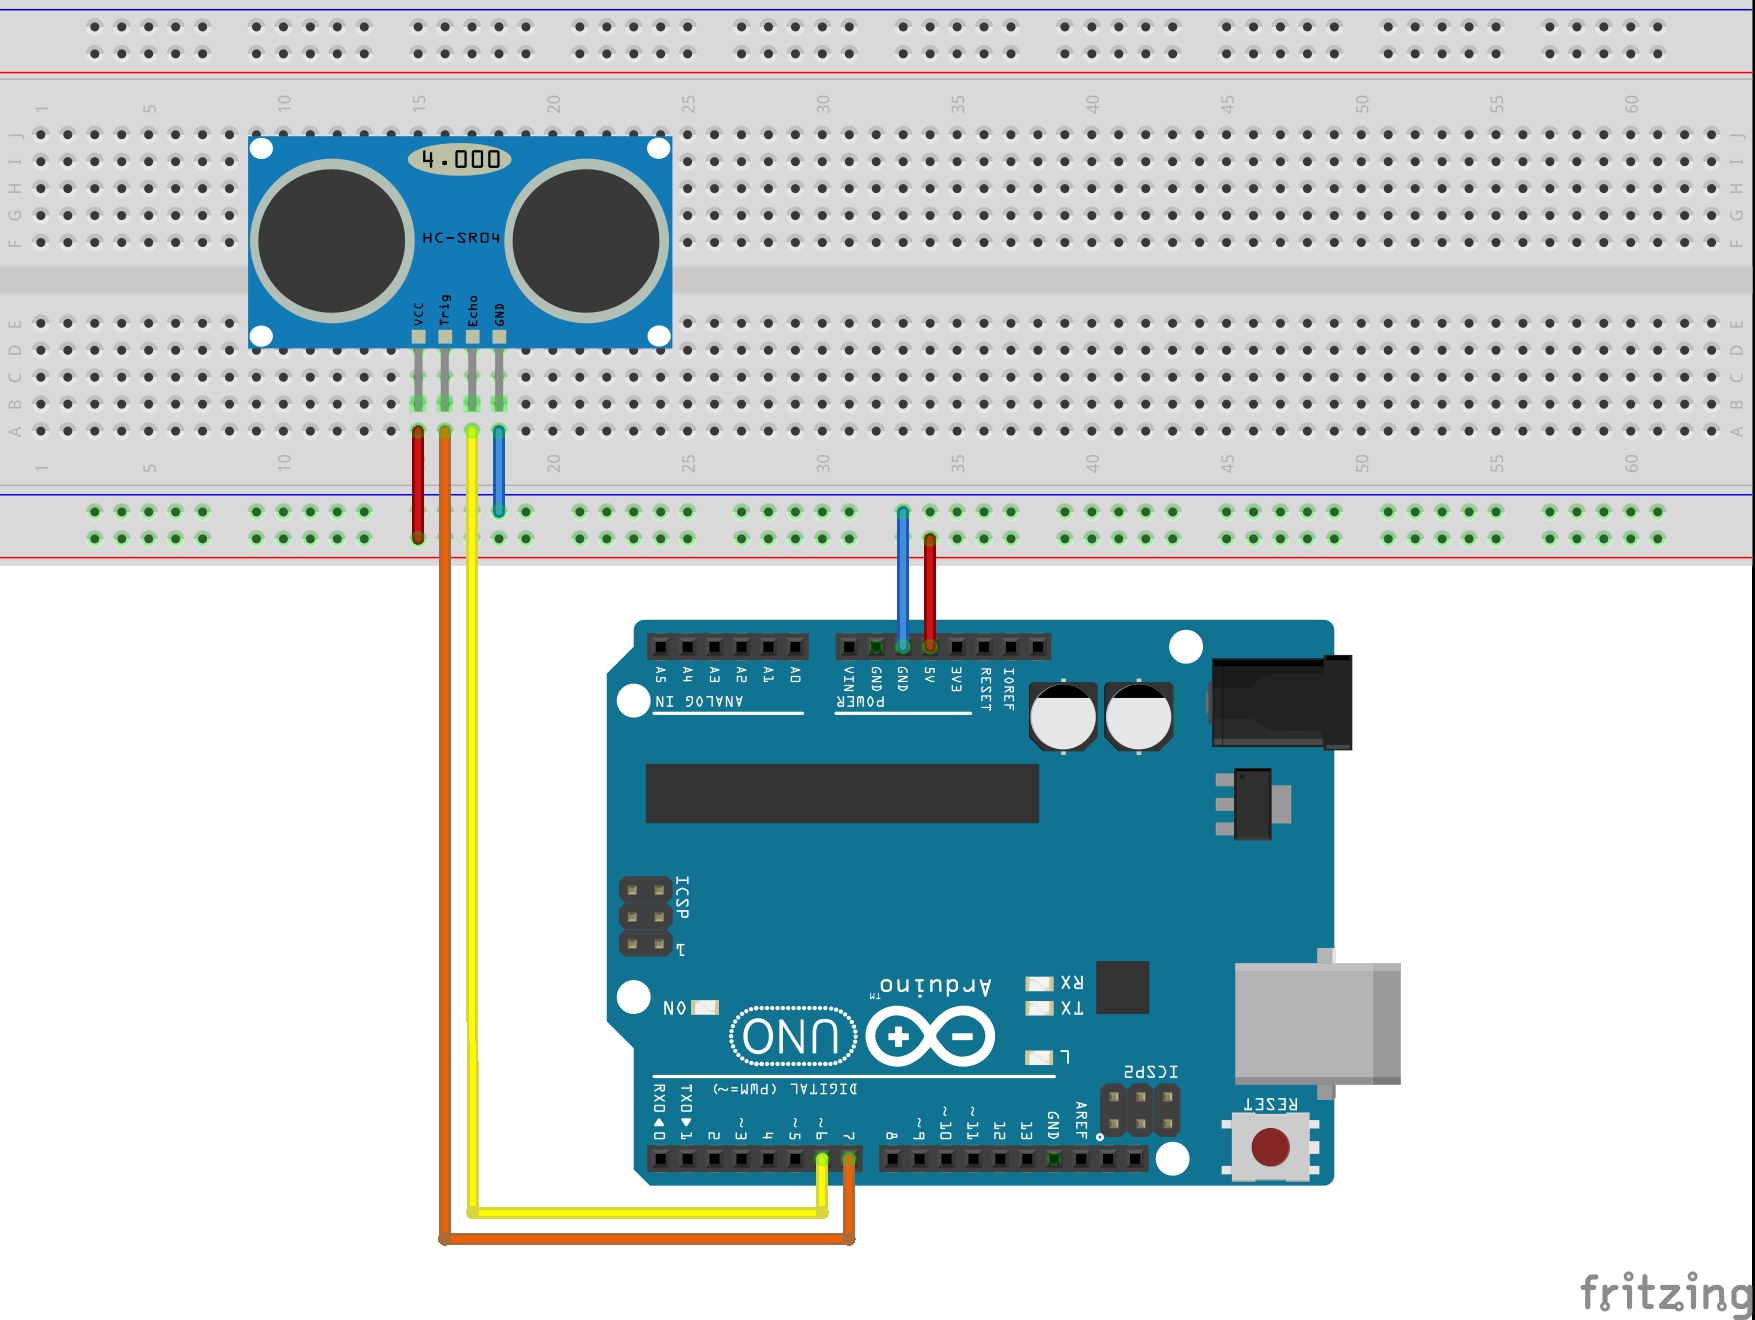 1 5 10 15 20 25 30 35 40 45 50 55 60
J J
I I
H H
G G
F F
4.000
HC-SR04
VCC Trig Echo GND
E E
D D
C C
B B
A A
1 5 10 15 20 25 30 35 40 45 50 55 60
A5 A4 A3 A2 A1 A0 VIN GND GND 5V 3V3 RESET IOREF
ANALOG IN
POWER
ICSP
1
Arduino
TM
RX
TX
ON
UNO
L
ICSP2
DIGITAL (PWM=~)
RX0◀0 TX0▶1 2 ~3 4 ~5 ~6 7 8 ~9 ~10 ~11 12 13 GND AREF
RESET
fritzing